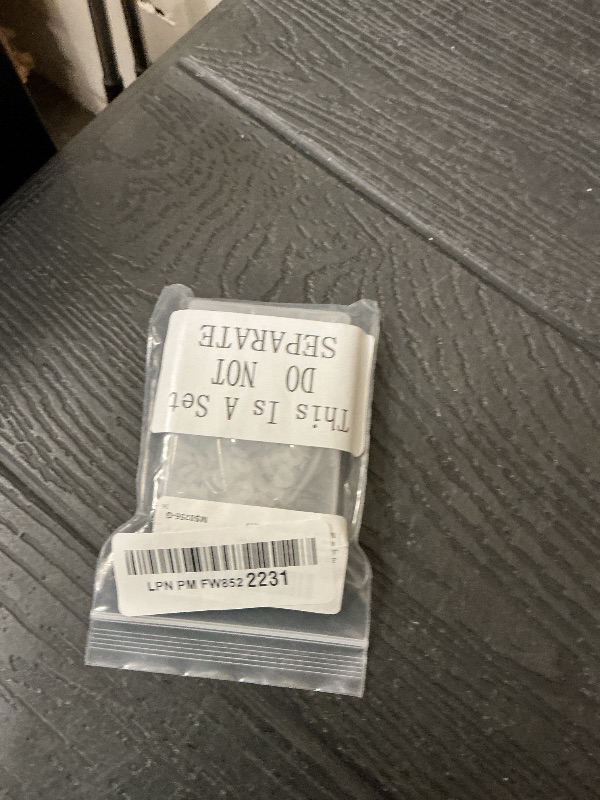 This Is A Set
DO NOT
SEPARATE
LPN PM FW852 2231